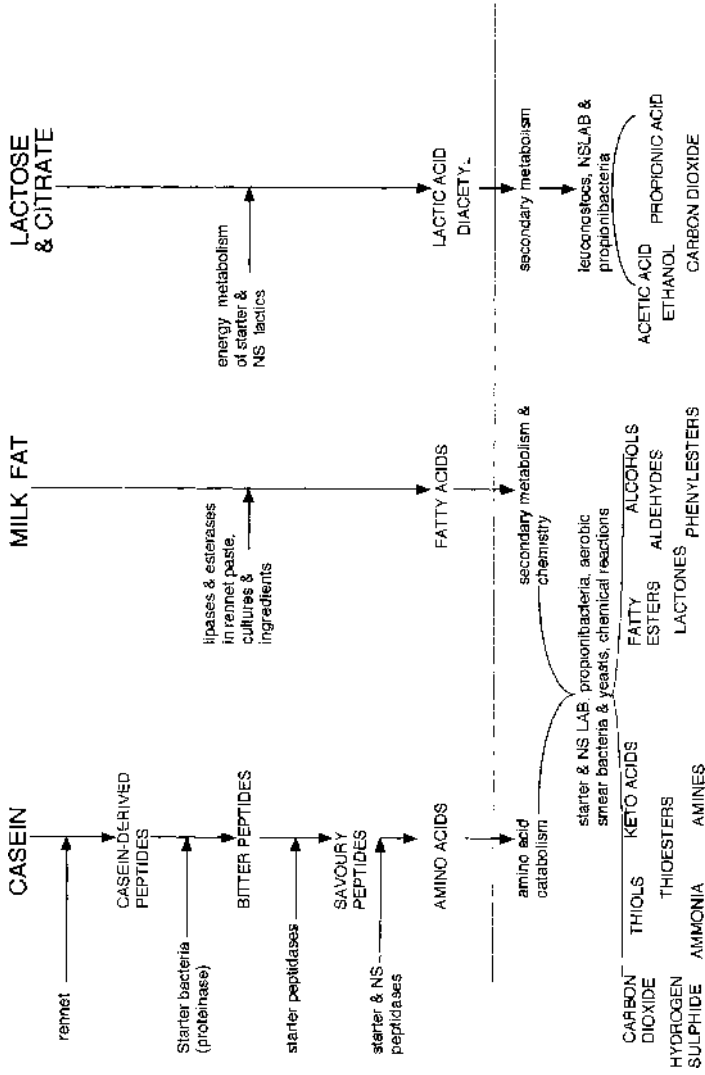 CASEIN
rennet
CASEIN-DERIVED
PEPTIDES
Starter bacteria
(proteinase)
BITTER PEPTIDES
starter peptidases
SAVOURY
PEPTIDES
starter & NS
peptidases
AMINO ACIDS
amino acid
catabolism
MILK FAT
lipases & esterases
in rennet paste,
cultures &
ingredients
FATTY ACIDS
secondary metabolism &
chemistry
starter & NS LAB, propionibacteria, aerobic
smear bacteria & yeasts, chemical reactions
CARBON
DIOXIDE
HYDROGEN
SULPHIDE
THIOLS
AMMONIA
KETO ACIDS
THIOESTERS
AMINES
FATTY
ESTERS
LACTONES
ALCOHOLS
ALDEHYDES
PHENYLESTERS
LACTOSE
& CITRATE
energy metabolism
of starter &
NS lactics
LACTIC ACID
DIACETYL
secondary metabolism
leuconostocs, NSLAB &
propionibacteria
ACETIC ACID
ETHANOL
PROPIONIC ACID
CARBON DIOXIDE